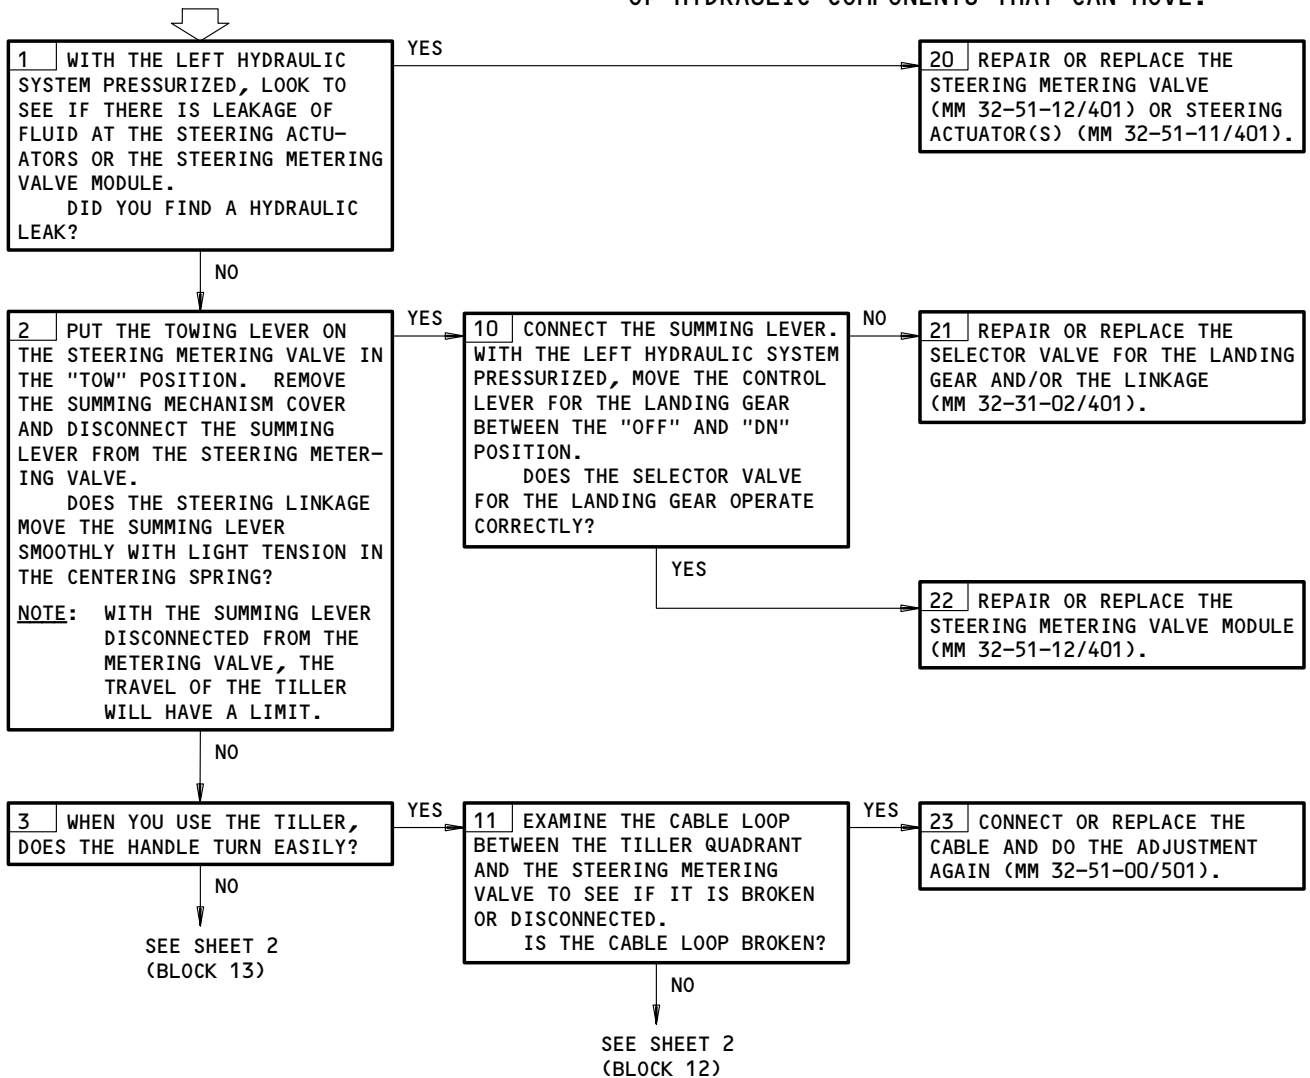 OF HYDRAULIC COMPONENTS THAT CAN MOVE.
1 WITH THE LEFT HYDRAULIC
SYSTEM PRESSURIZED, LOOK TO
SEE IF THERE IS LEAKAGE OF
FLUID AT THE STEERING ACTU-
ATORS OR THE STEERING METERING
VALVE MODULE.
DID YOU FIND A HYDRAULIC
LEAK?
YES
20 REPAIR OR REPLACE THE
STEERING METERING VALVE
(MM 32-51-12/401) OR STEERING
ACTUATOR(S) (MM 32-51-11/401).
NO
2 PUT THE TOWING LEVER ON
THE STEERING METERING VALVE IN
THE "TOW" POSITION. REMOVE
THE SUMMING MECHANISM COVER
AND DISCONNECT THE SUMMING
LEVER FROM THE STEERING METER-
ING VALVE.
DOES THE STEERING LINKAGE
MOVE THE SUMMING LEVER
SMOOTHLY WITH LIGHT TENSION IN
THE CENTERING SPRING?
NOTE: WITH THE SUMMING LEVER
DISCONNECTED FROM THE
METERING VALVE, THE
TRAVEL OF THE TILLER
WILL HAVE A LIMIT.
YES
10 CONNECT THE SUMMING LEVER.
WITH THE LEFT HYDRAULIC SYSTEM
PRESSURIZED, MOVE THE CONTROL
LEVER FOR THE LANDING GEAR
BETWEEN THE "OFF" AND "DN"
POSITION.
DOES THE SELECTOR VALVE
FOR THE LANDING GEAR OPERATE
CORRECTLY?
NO
21 REPAIR OR REPLACE THE
SELECTOR VALVE FOR THE LANDING
GEAR AND/OR THE LINKAGE
(MM 32-31-02/401).
YES
22 REPAIR OR REPLACE THE
STEERING METERING VALVE MODULE
(MM 32-51-12/401).
NO
3 WHEN YOU USE THE TILLER,
DOES THE HANDLE TURN EASILY?
YES
11 EXAMINE THE CABLE LOOP
BETWEEN THE TILLER QUADRANT
AND THE STEERING METERING
VALVE TO SEE IF IT IS BROKEN
OR DISCONNECTED.
IS THE CABLE LOOP BROKEN?
YES
23 CONNECT OR REPLACE THE
CABLE AND DO THE ADJUSTMENT
AGAIN (MM 32-51-00/501).
NO
SEE SHEET 2
(BLOCK 13)
NO
SEE SHEET 2
(BLOCK 12)